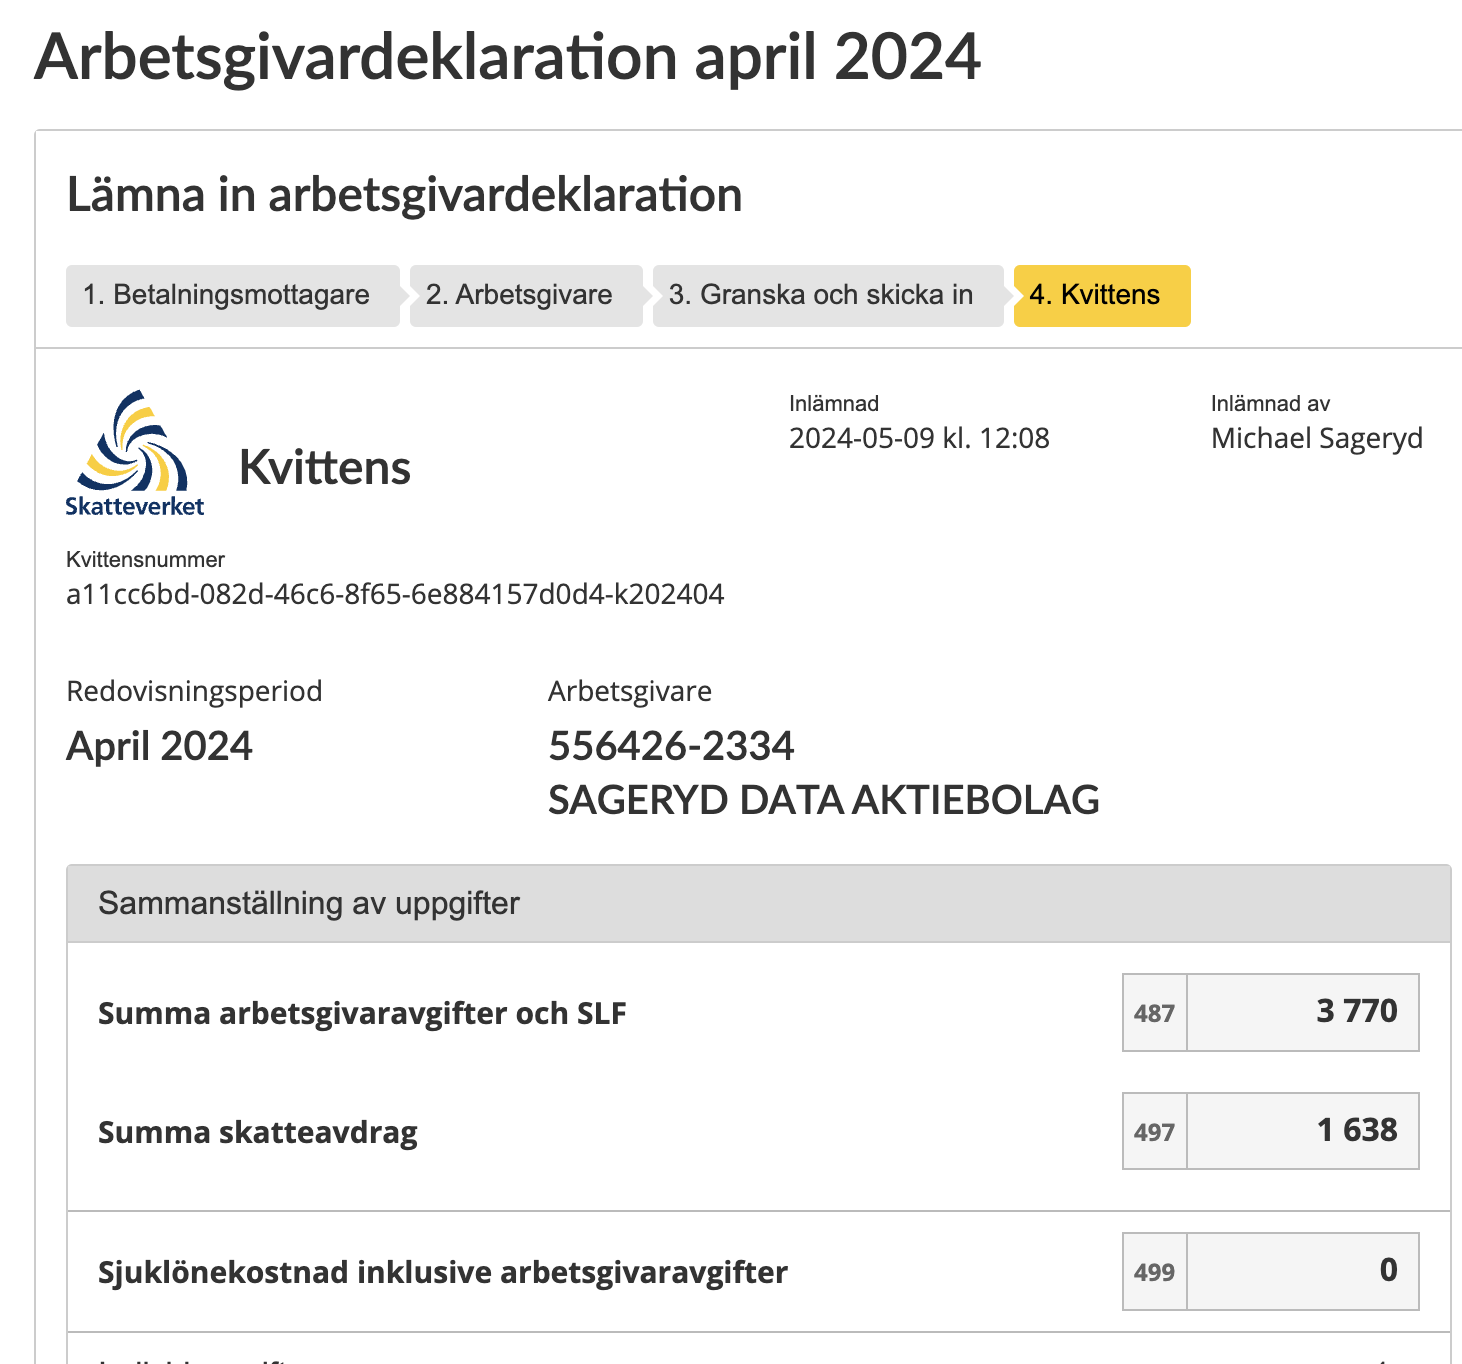 Arbetsgivardeklaration april 2024
Lämna in arbetsgivardeklaration
1. Betalningsmottagare 2. Arbetsgivare 3. Granska och skicka in 4. Kvittens
Skatteverket
Kvittens
Inlämnad
2024-05-09 kl. 12:08
Inlämnad av
Michael Sageryd
Kvittensnummer
a11cc6bd-082d-46c6-8f65-6e884157d0d4-k202404
Redovisningsperiod
April 2024
Arbetsgivare
556426-2334
SAGERYD DATA AKTIEBOLAG
Sammanställning av uppgifter
Summa arbetsgivaravgifter och SLF 487 3 770
Summa skatteavdrag 497 1 638
Sjuklönekostnad inklusive arbetsgivaravgifter 499 0